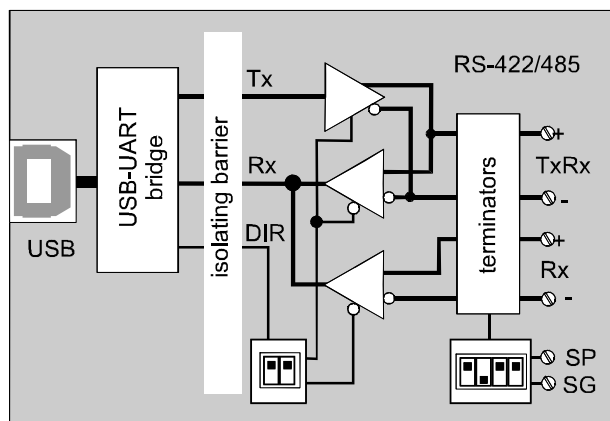 RS-422/485
Tx
USB-UART
bridge
isolating barrier
Rx
DIR
USB
terminators
+
TxRx
-
+
Rx
-
SP
SG